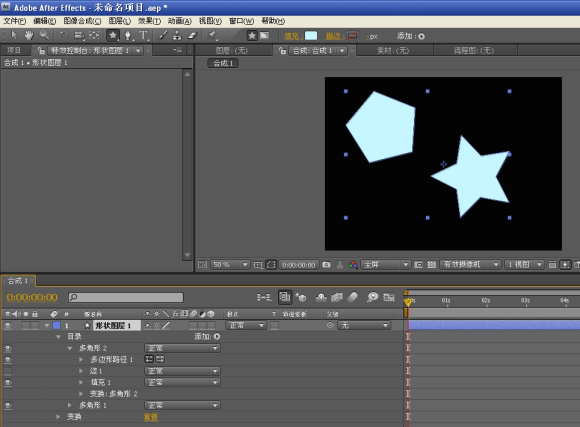 Adobe After Effects - 未命名项目.aep *
文件(F) 编辑(E) 图像合成(C) 图层(L) 效果(T) 动画(A) 视图(V) 窗口(W) 帮助(H)
填充: 描边: - px 添加:
项目 特效控制台: 形状图层 1 图层: (无) 合成: 合成 1 素材: (无) 流程图: (无)
合成 1 • 形状图层 1 合成 1
50 % 0:00:00:00 全屏 有效摄像机 1 视图
合成 1
0:00:00:00
# 模式 T 父级 01s 02s 03s 04s
1 形状图层 1 正常 无
目录 添加:
多角形 2 正常
多边形路径 1
边 1 正常
填充 1 正常
变换: 多角形 2
多角形 1 正常
变换 重置